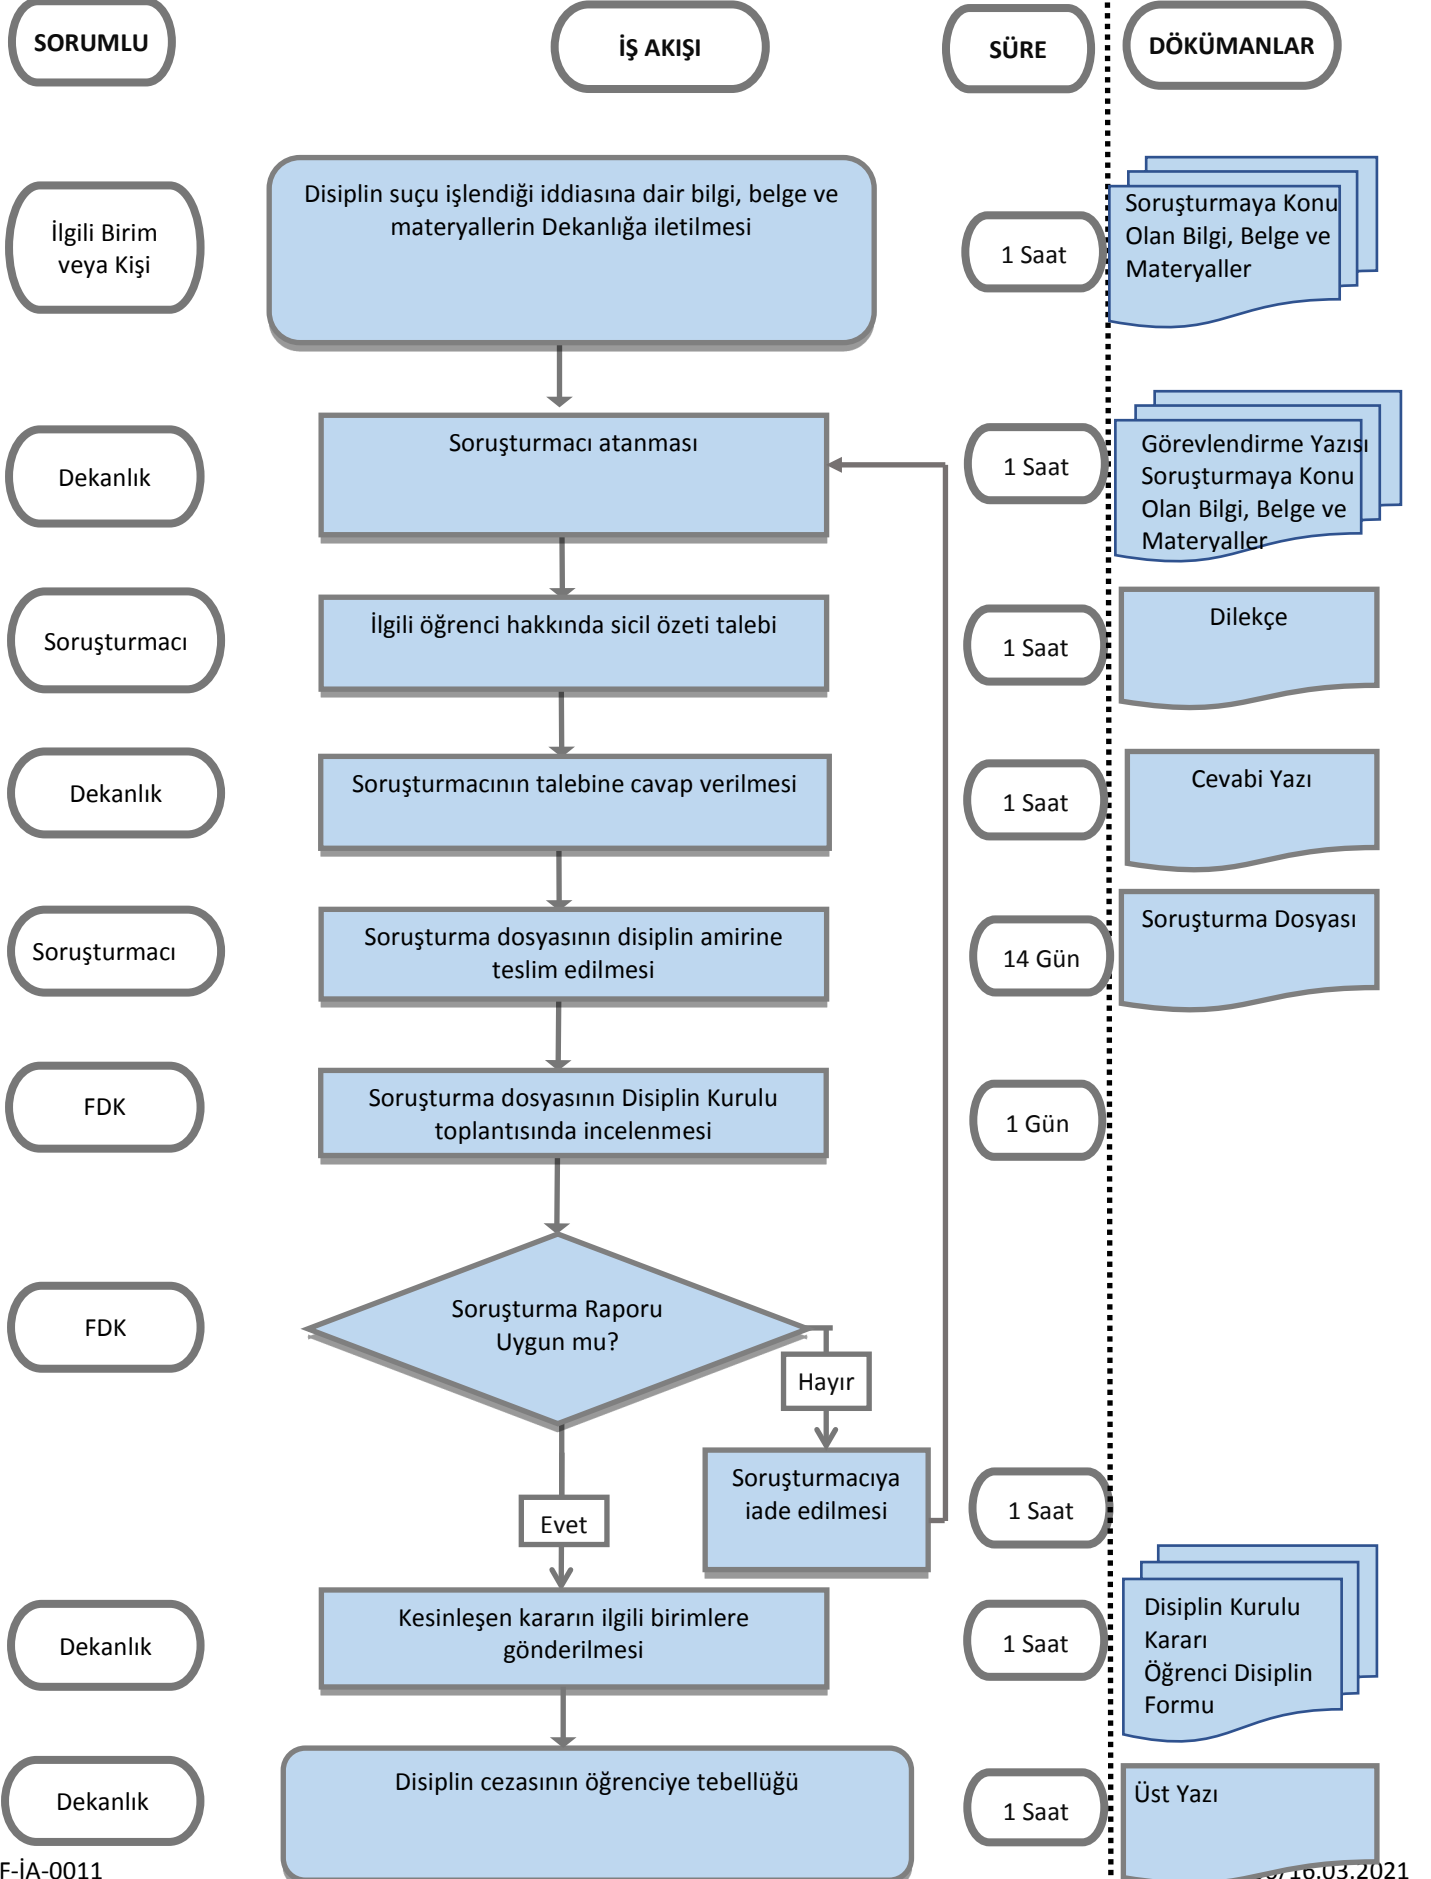 SORUMLU
İŞ AKIŞI
SÜRE
DÖKÜMANLAR
İlgili Birim
veya Kişi
Disiplin suçu işlendiği iddiasına dair bilgi, belge ve
materyallerin Dekanlığa iletilmesi
1 Saat
Soruşturmaya Konu
Olan Bilgi, Belge ve
Materyaller
Dekanlık
Soruşturmacı atanması
1 Saat
Görevlendirme Yazısı
Soruşturmaya Konu
Olan Bilgi, Belge ve
Materyaller
Soruşturmacı
İlgili öğrenci hakkında sicil özeti talebi
1 Saat
Dilekçe
Dekanlık
Soruşturmacının talebine cavap verilmesi
1 Saat
Cevabi Yazı
Soruşturmacı
Soruşturma dosyasının disiplin amirine
teslim edilmesi
14 Gün
Soruşturma Dosyası
FDK
Soruşturma dosyasının Disiplin Kurulu
toplantısında incelenmesi
1 Gün
FDK
Soruşturma Raporu
Uygun mu?
Hayır
Soruşturmacıya
iade edilmesi
1 Saat
Evet
Dekanlık
Kesinleşen kararın ilgili birimlere
gönderilmesi
1 Saat
Disiplin Kurulu
Kararı
Öğrenci Disiplin
Formu
Dekanlık
Disiplin cezasının öğrenciye tebellüğü
1 Saat
Üst Yazı
F-İA-0011
16.03.2021